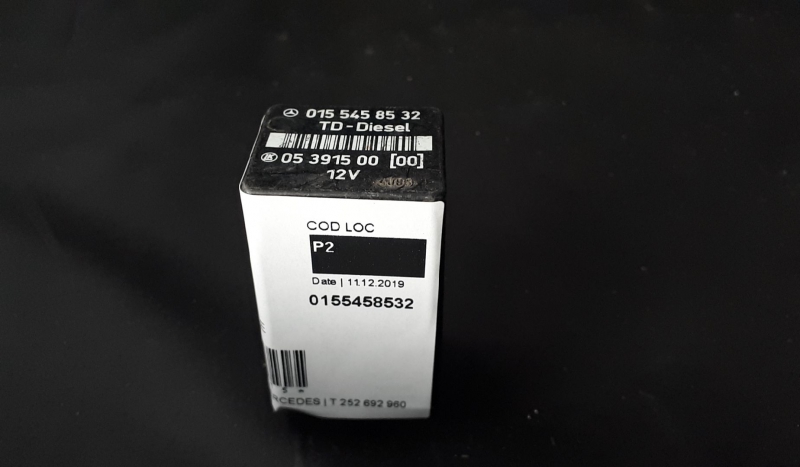 015 545 85 32
TD-Diesel
05 3915 00 [00]
12V
COD LOC
P2
Date | 11.12.2019
0155458532
CEDES | T 252 692 960